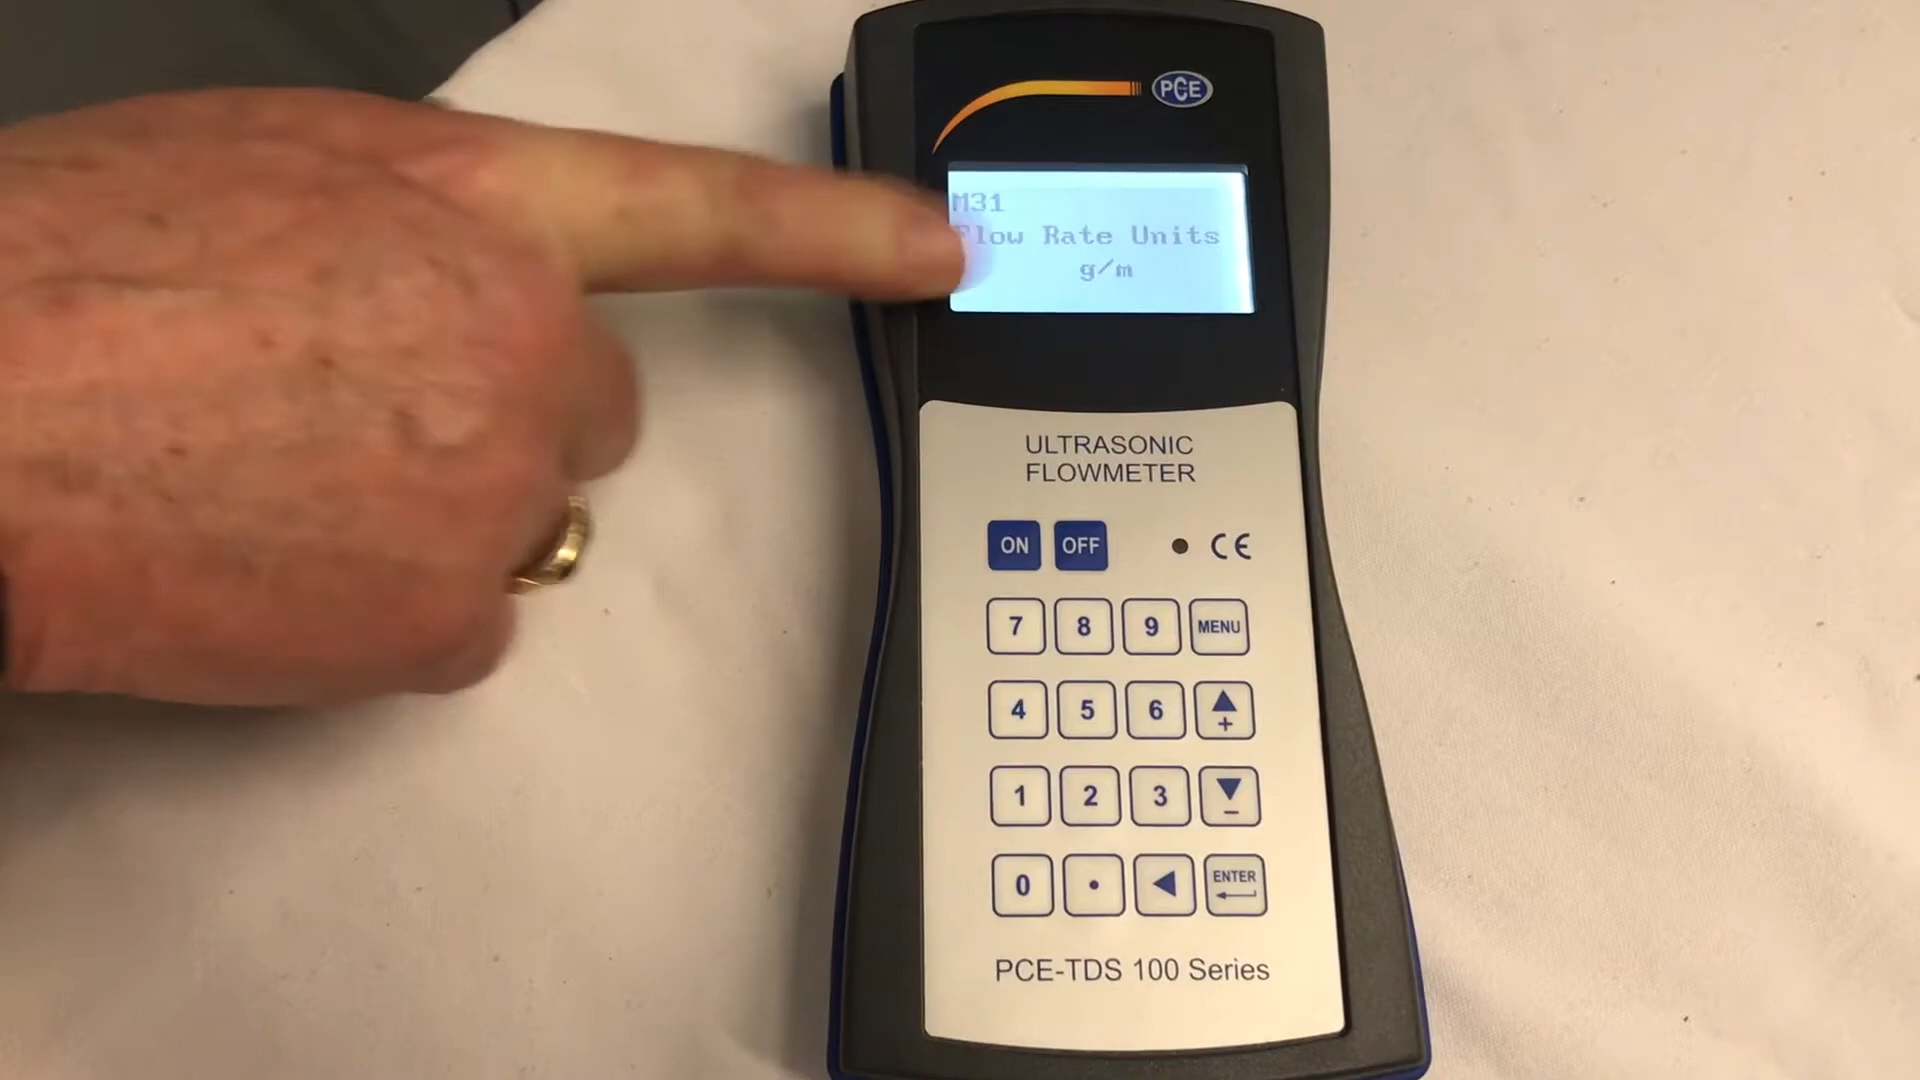 PCE
M31
Flow Rate Units
g/m
ULTRASONIC
FLOWMETER
ON OFF CE
7 8 9 MENU
4 5 6 +
1 2 3 -
0 . ENTER
PCE-TDS 100 Series